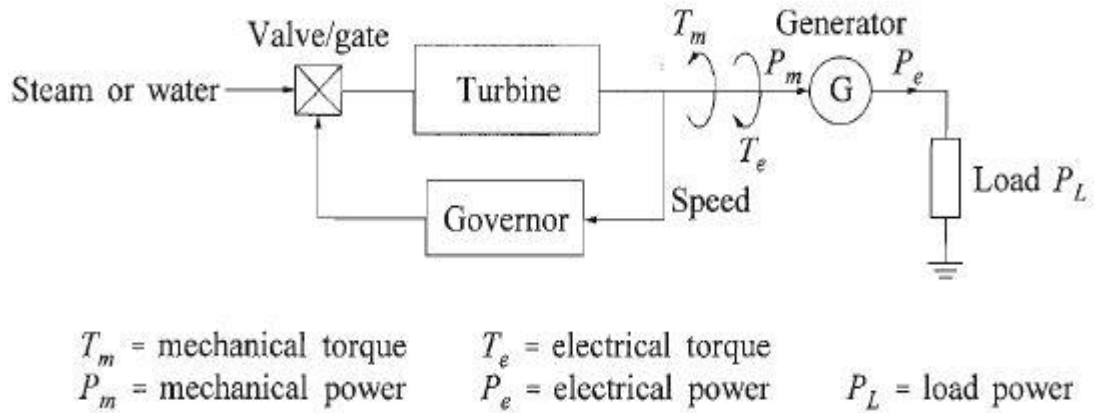 Valve/gate
Steam or water
Turbine
Governor
Speed
T_m
T_e
Generator
P_m
G
P_e
Load P_L
T_m = mechanical torque T_e = electrical torque
P_m = mechanical power P_e = electrical power P_L = load power